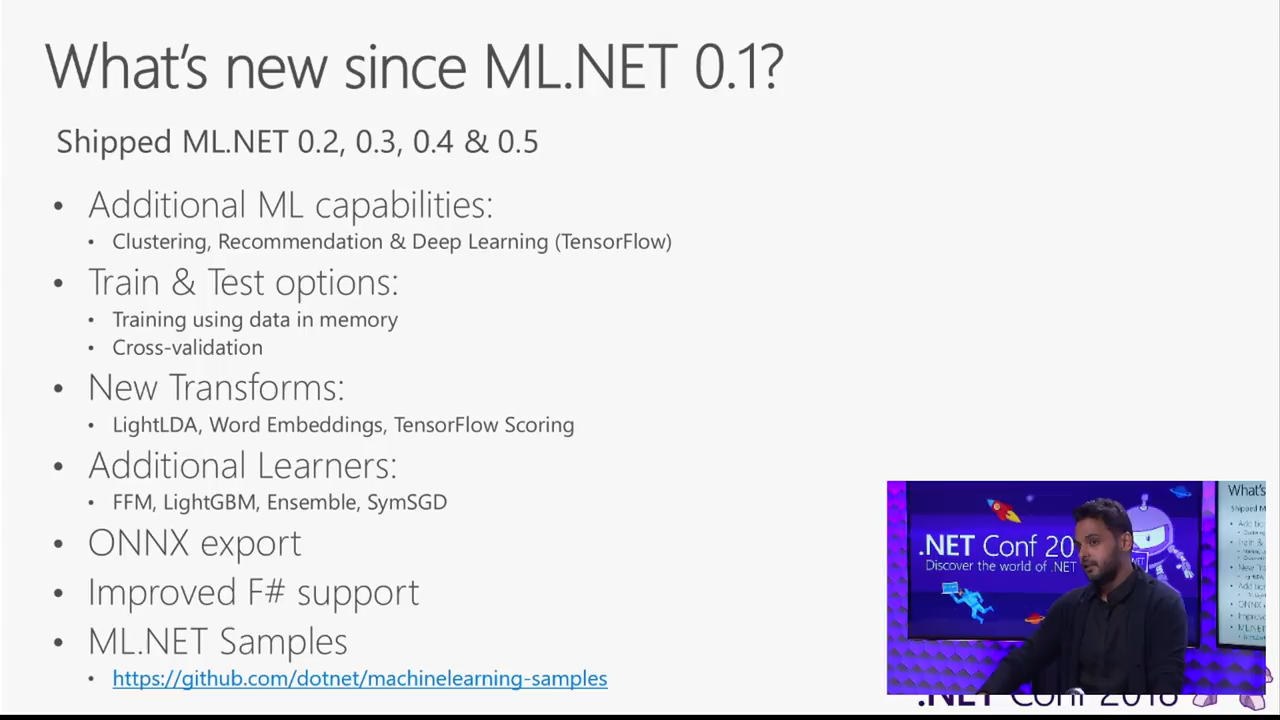 What's new since ML.NET 0.1?
Shipped ML.NET 0.2, 0.3, 0.4 & 0.5
• Additional ML capabilities:
• Clustering, Recommendation & Deep Learning (TensorFlow)
• Train & Test options:
• Training using data in memory
• Cross-validation
• New Transforms:
• LightLDA, Word Embeddings, TensorFlow Scoring
• Additional Learners:
• FFM, LightGBM, Ensemble, SymSGD
• ONNX export
• Improved F# support
• ML.NET Samples
• https://github.com/dotnet/machinelearning-samples
.NET Conf 20
Discover the world of .NET
What's
.NET Conf 2018